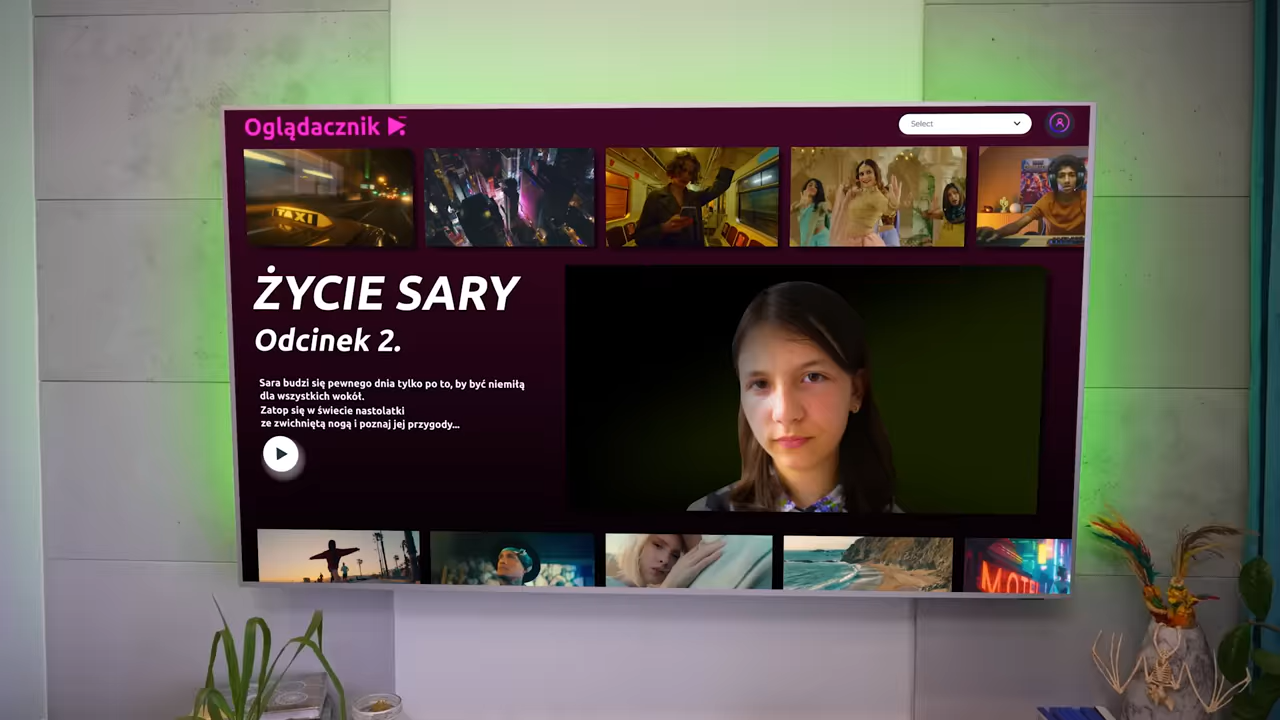 Oglądacznik
Select
TAXI
ŻYCIE SARY
Odcinek 2.
Sara budzi się pewnego dnia tylko po to, by być niemiłą
dla wszystkich wokół.
Zatop się w świecie nastolatki
ze zwichniętą nogą i poznaj jej przygody...
MOTEL